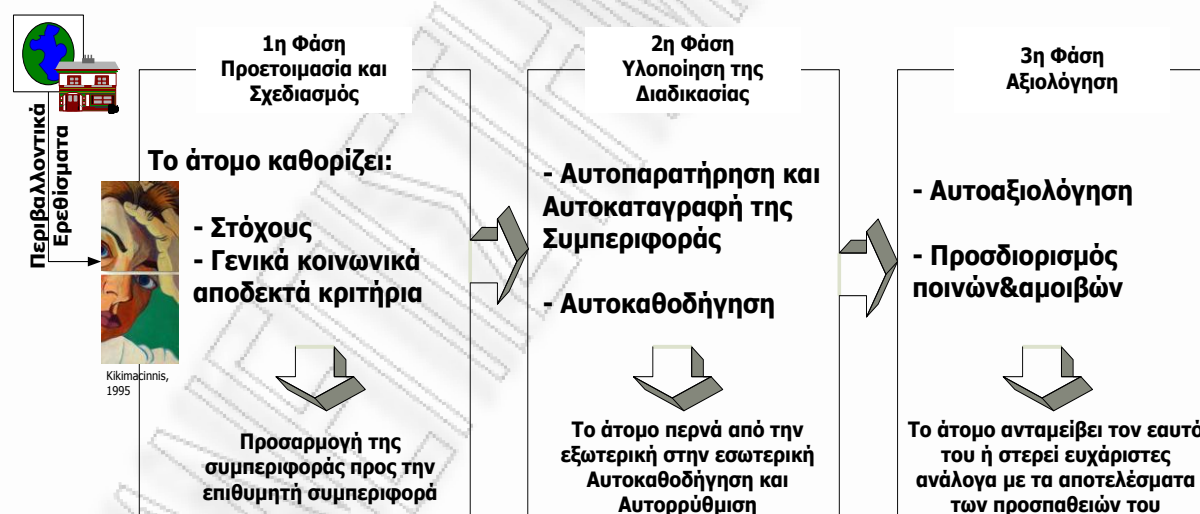 Περιβαλλοντικά
Ερεθίσματα
1η Φάση
Προετοιμασία και
Σχεδιασμός
Το άτομο καθορίζει:
- Στόχους
- Γενικά κοινωνικά
αποδεκτά κριτήρια
Kikimacinnis,
1995
Προσαρμογή της
συμπεριφοράς προς την
επιθυμητή συμπεριφορά
2η Φάση
Υλοποίηση της
Διαδικασίας
- Αυτοπαρατήρηση και
Αυτοκαταγραφή της
Συμπεριφοράς
- Αυτοκαθοδήγηση
Το άτομο περνά από την
εξωτερική στην εσωτερική
Αυτοκαθοδήγηση και
Αυτορρύθμιση
3η Φάση
Αξιολόγηση
- Αυτοαξιολόγηση
- Προσδιορισμός
ποινών&αμοιβών
Το άτομο ανταμείβει τον εαυτό
του ή στερεί ευχάριστες
ανάλογα με τα αποτελέσματα
των προσπαθειών του